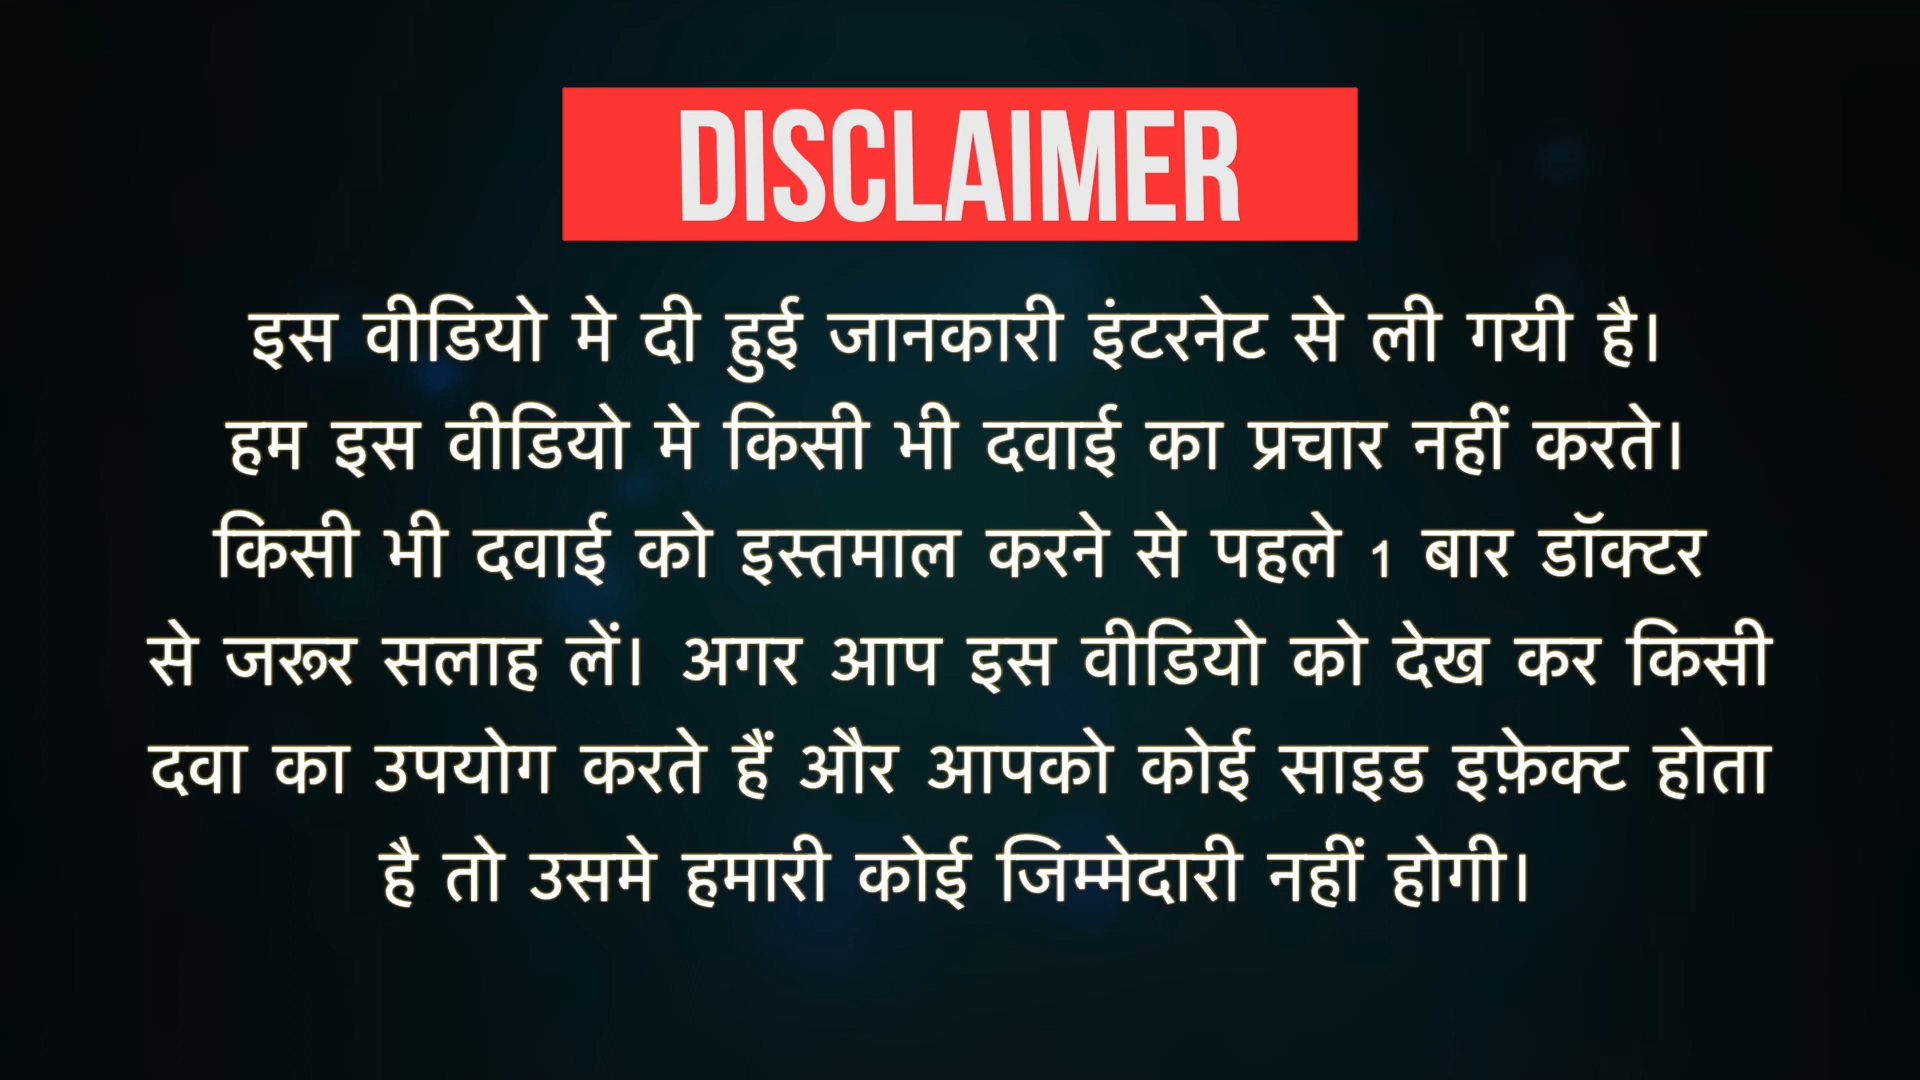 DISCLAIMER
इस वीडियो मे दी हुई जानकारी इंटरनेट से ली गयी है।
हम इस वीडियो मे किसी भी दवाई का प्रचार नहीं करते।
किसी भी दवाई को इस्तमाल करने से पहले 1 बार डॉक्टर
से जरूर सलाह लें। अगर आप इस वीडियो को देख कर किसी
दवा का उपयोग करते हैं और आपको कोई साइड इफ़ेक्ट होता
है तो उसमे हमारी कोई जिम्मेदारी नहीं होगी।